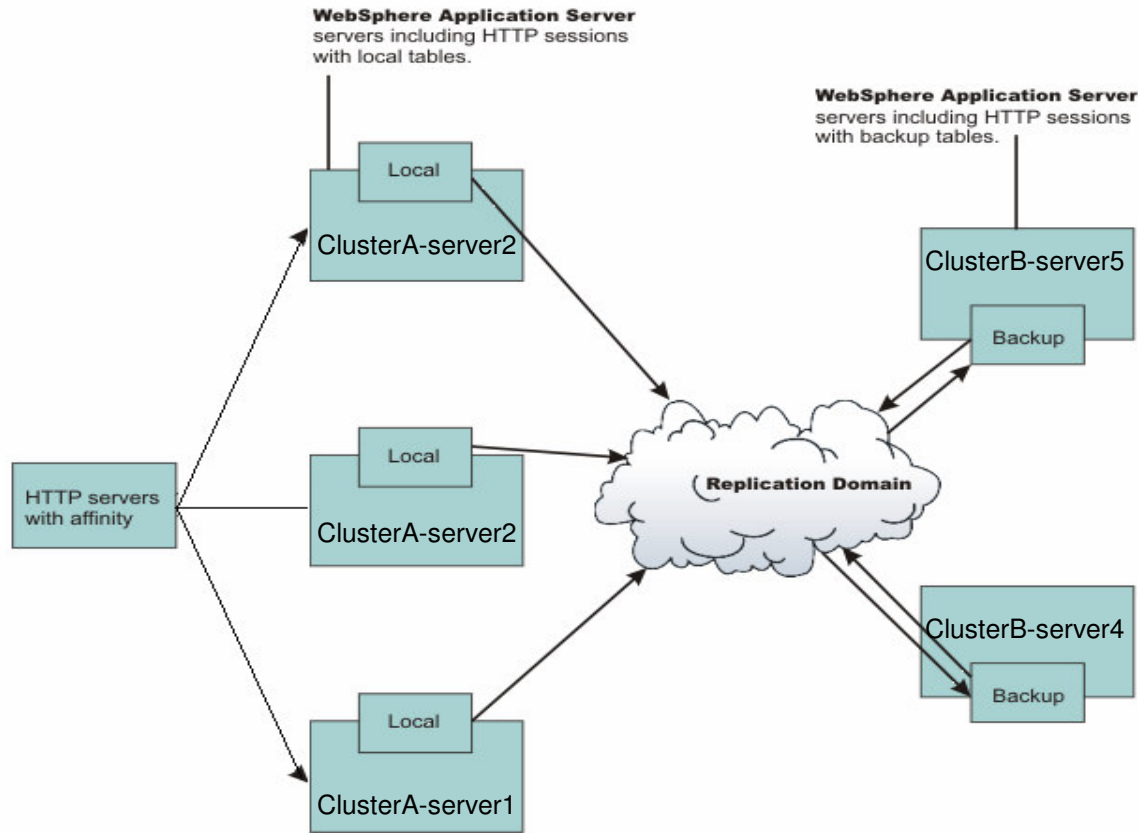 WebSphere Application Server
servers including HTTP sessions
with local tables.
WebSphere Application Server
servers including HTTP sessions
with backup tables.
Local
ClusterA-server2
ClusterB-server5
Backup
Local
ClusterA-server2
HTTP servers
with affinity
Replication Domain
ClusterB-server4
Backup
Local
ClusterA-server1